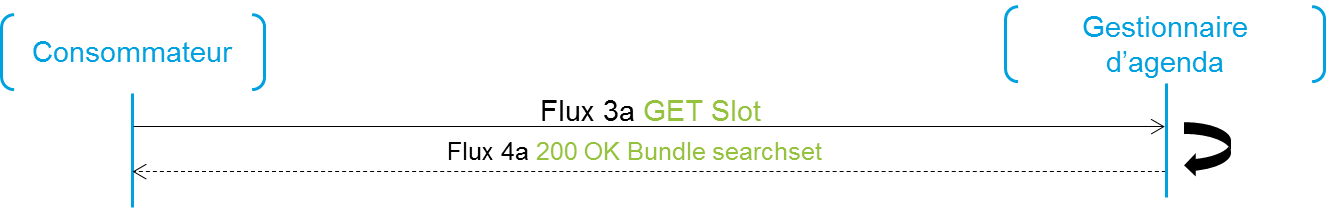 Consommateur
Gestionnaire
d’agenda
Flux 3a GET Slot
Flux 4a 200 OK Bundle searchset